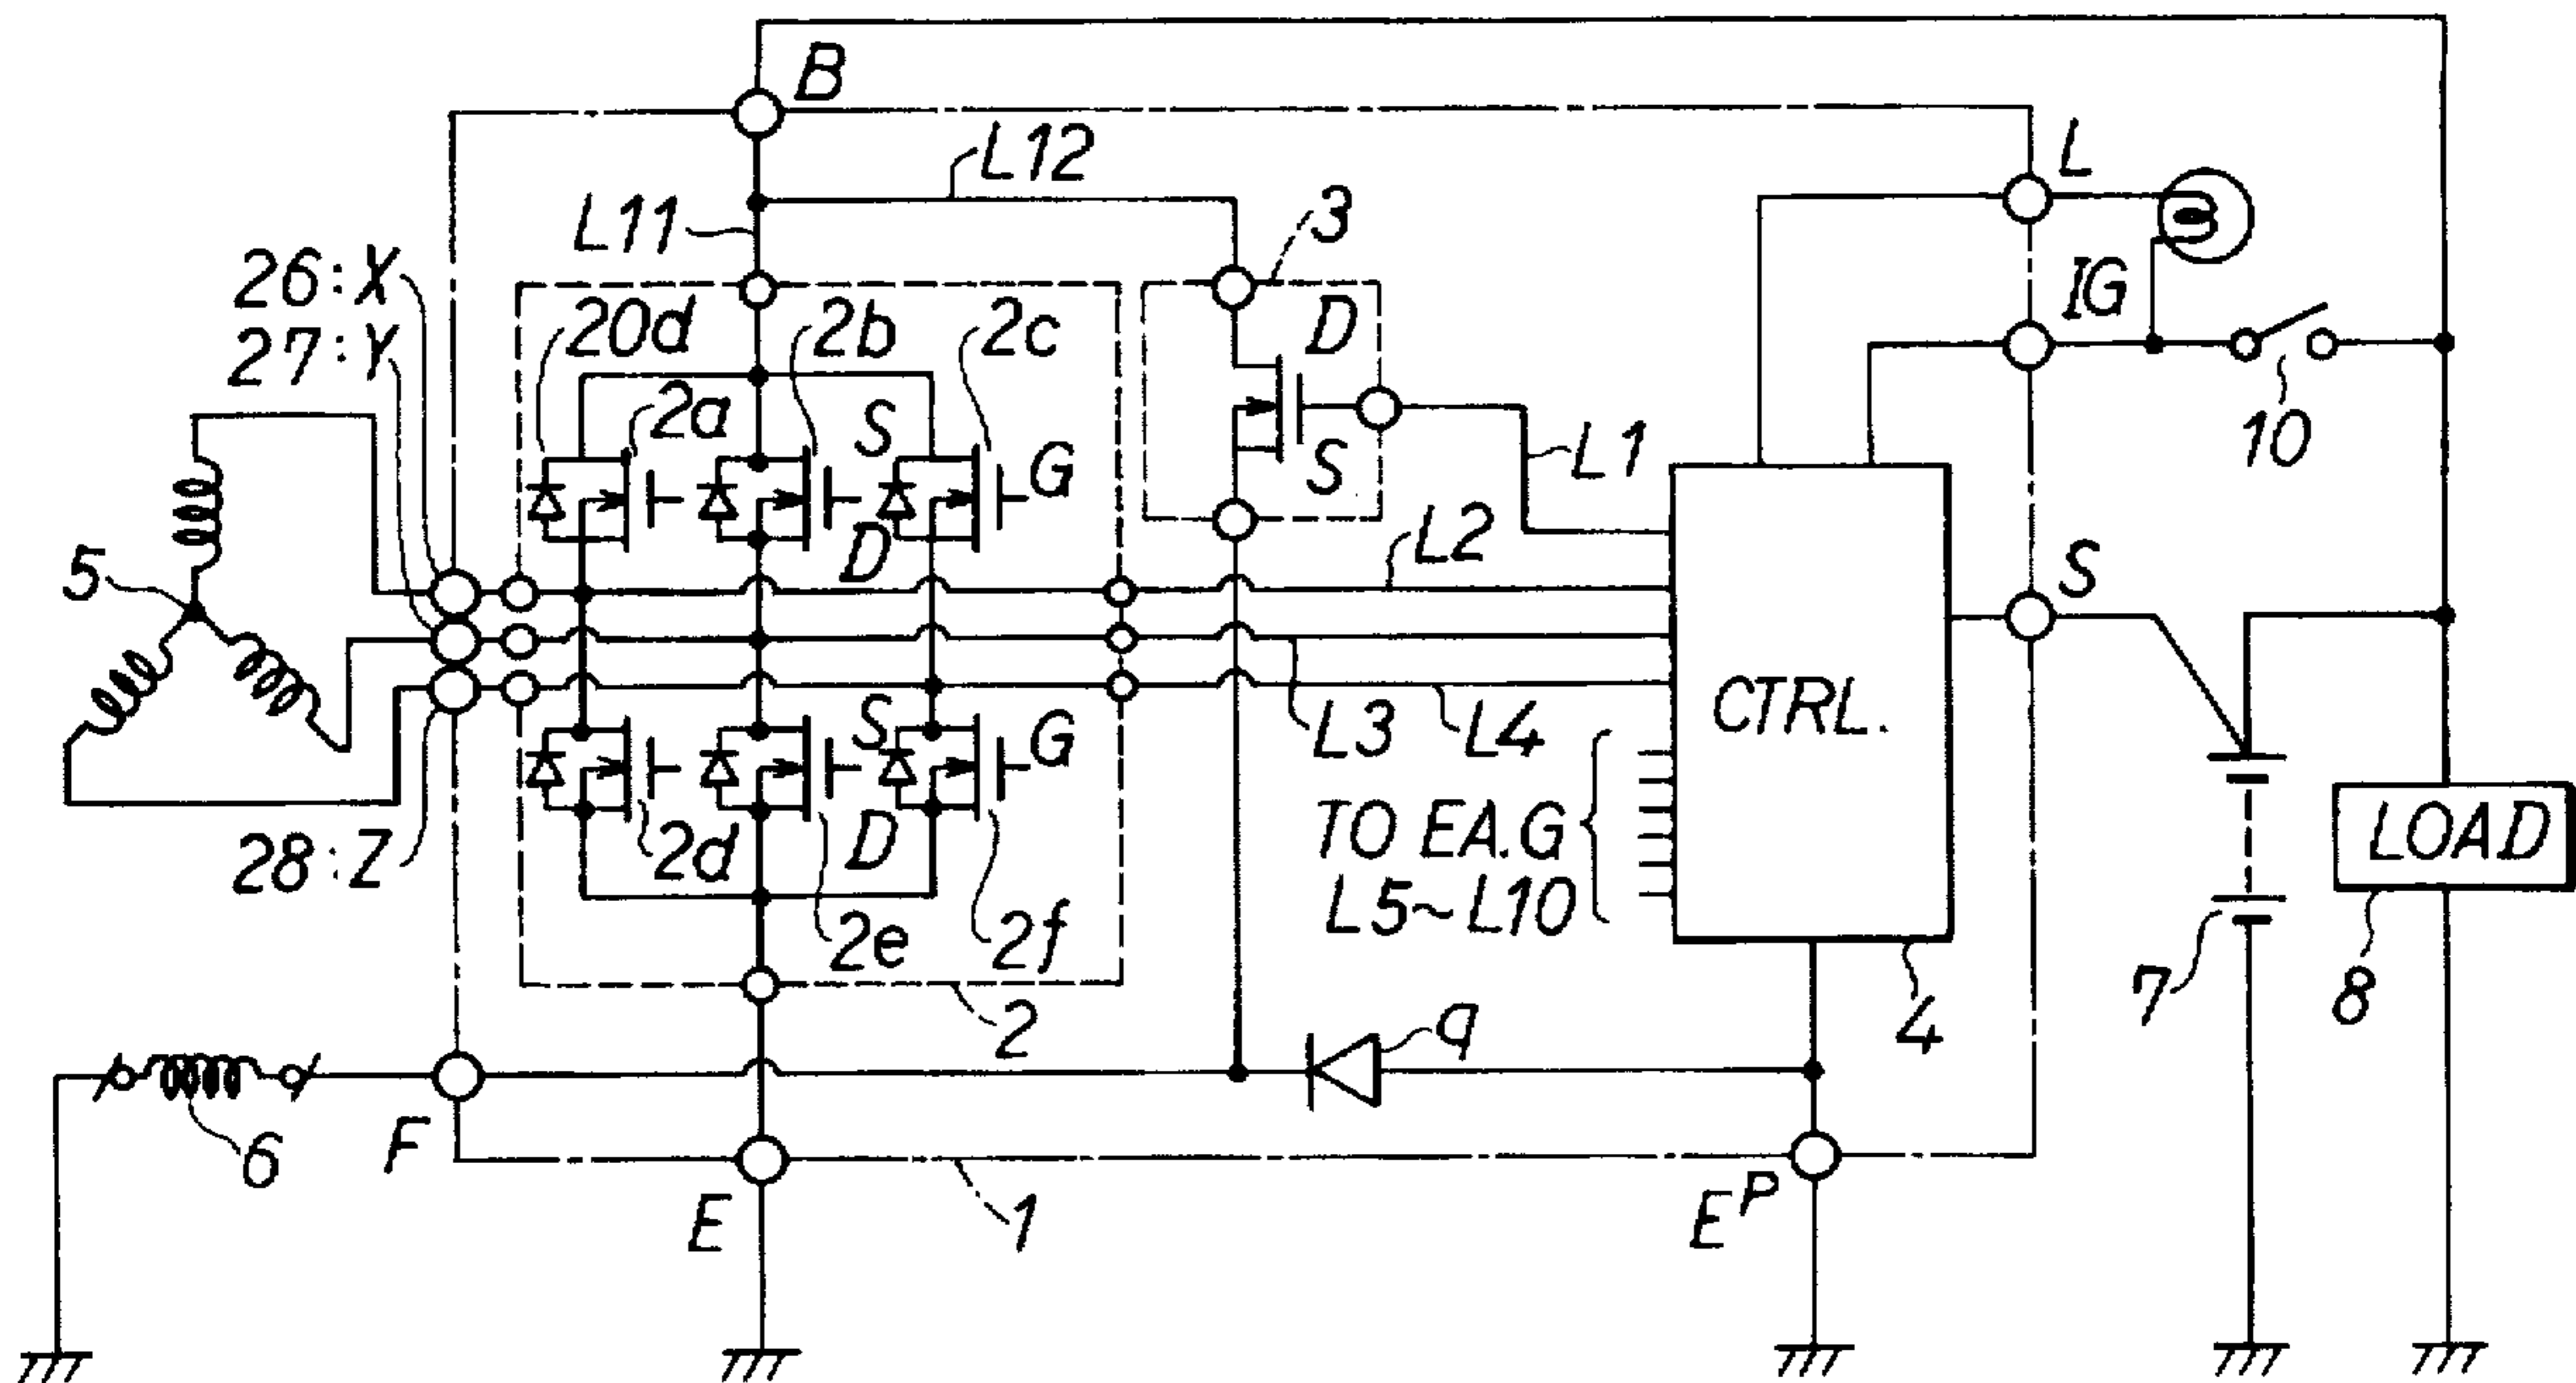 B
L12
L
L11
3
26:X
IG
27:Y
20d
2b
2c
D
2a
S
G
S
10
L1
D
L2
5
S
CTRL.
S
G
L3
L4
TO EA.G
L5~L10
LOAD
28:Z
2d
D
2e
2f
7
8
2
9
4
F
6
E
1
EP